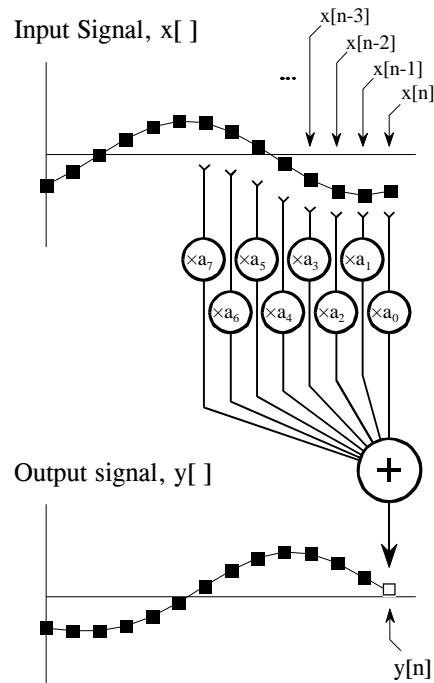 x[n-3]
Input Signal, x[ ]
x[n-2]
x[n-1]
...
x[n]
×a₇
×a₅
×a₃
×a₁
×a₆
×a₄
×a₂
×a₀
+
Output signal, y[ ]
y[n]